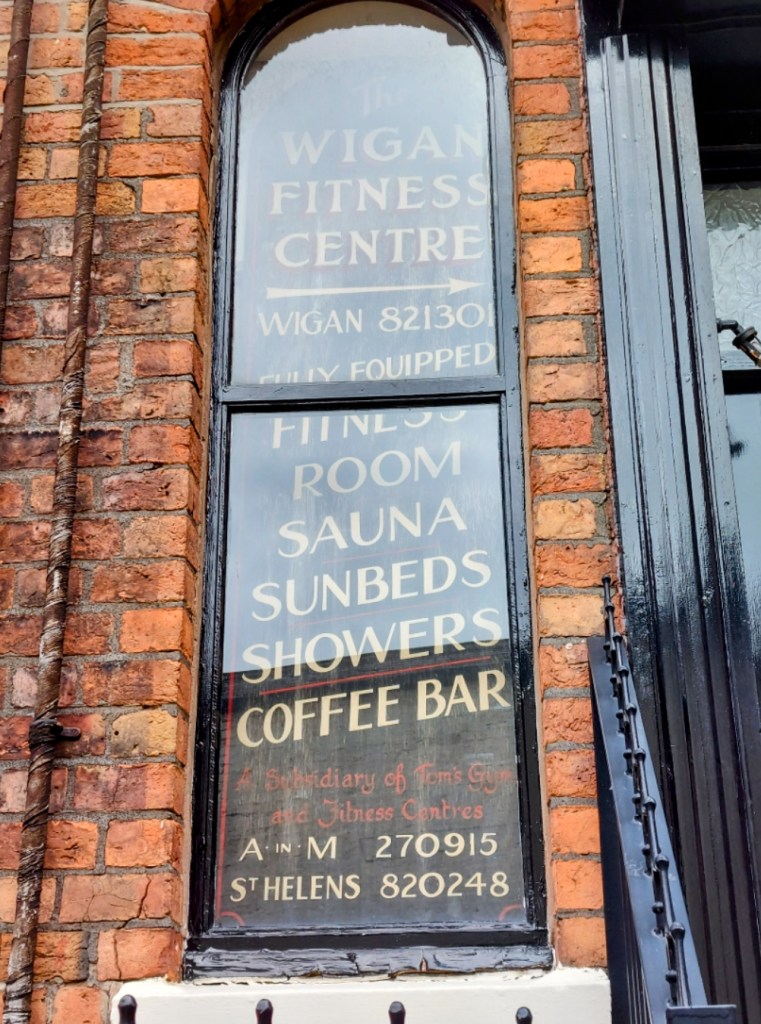 The
WIGAN
FITNESS
CENTRE
WIGAN 821301
FULLY EQUIPPED
FITNESS
ROOM
SAUNA
SUNBEDS
SHOWERS
COFFEE BAR
A Subsidiary of Tom's Gym
and Fitness Centres
A·IN·M 270915
ST HELENS 820248